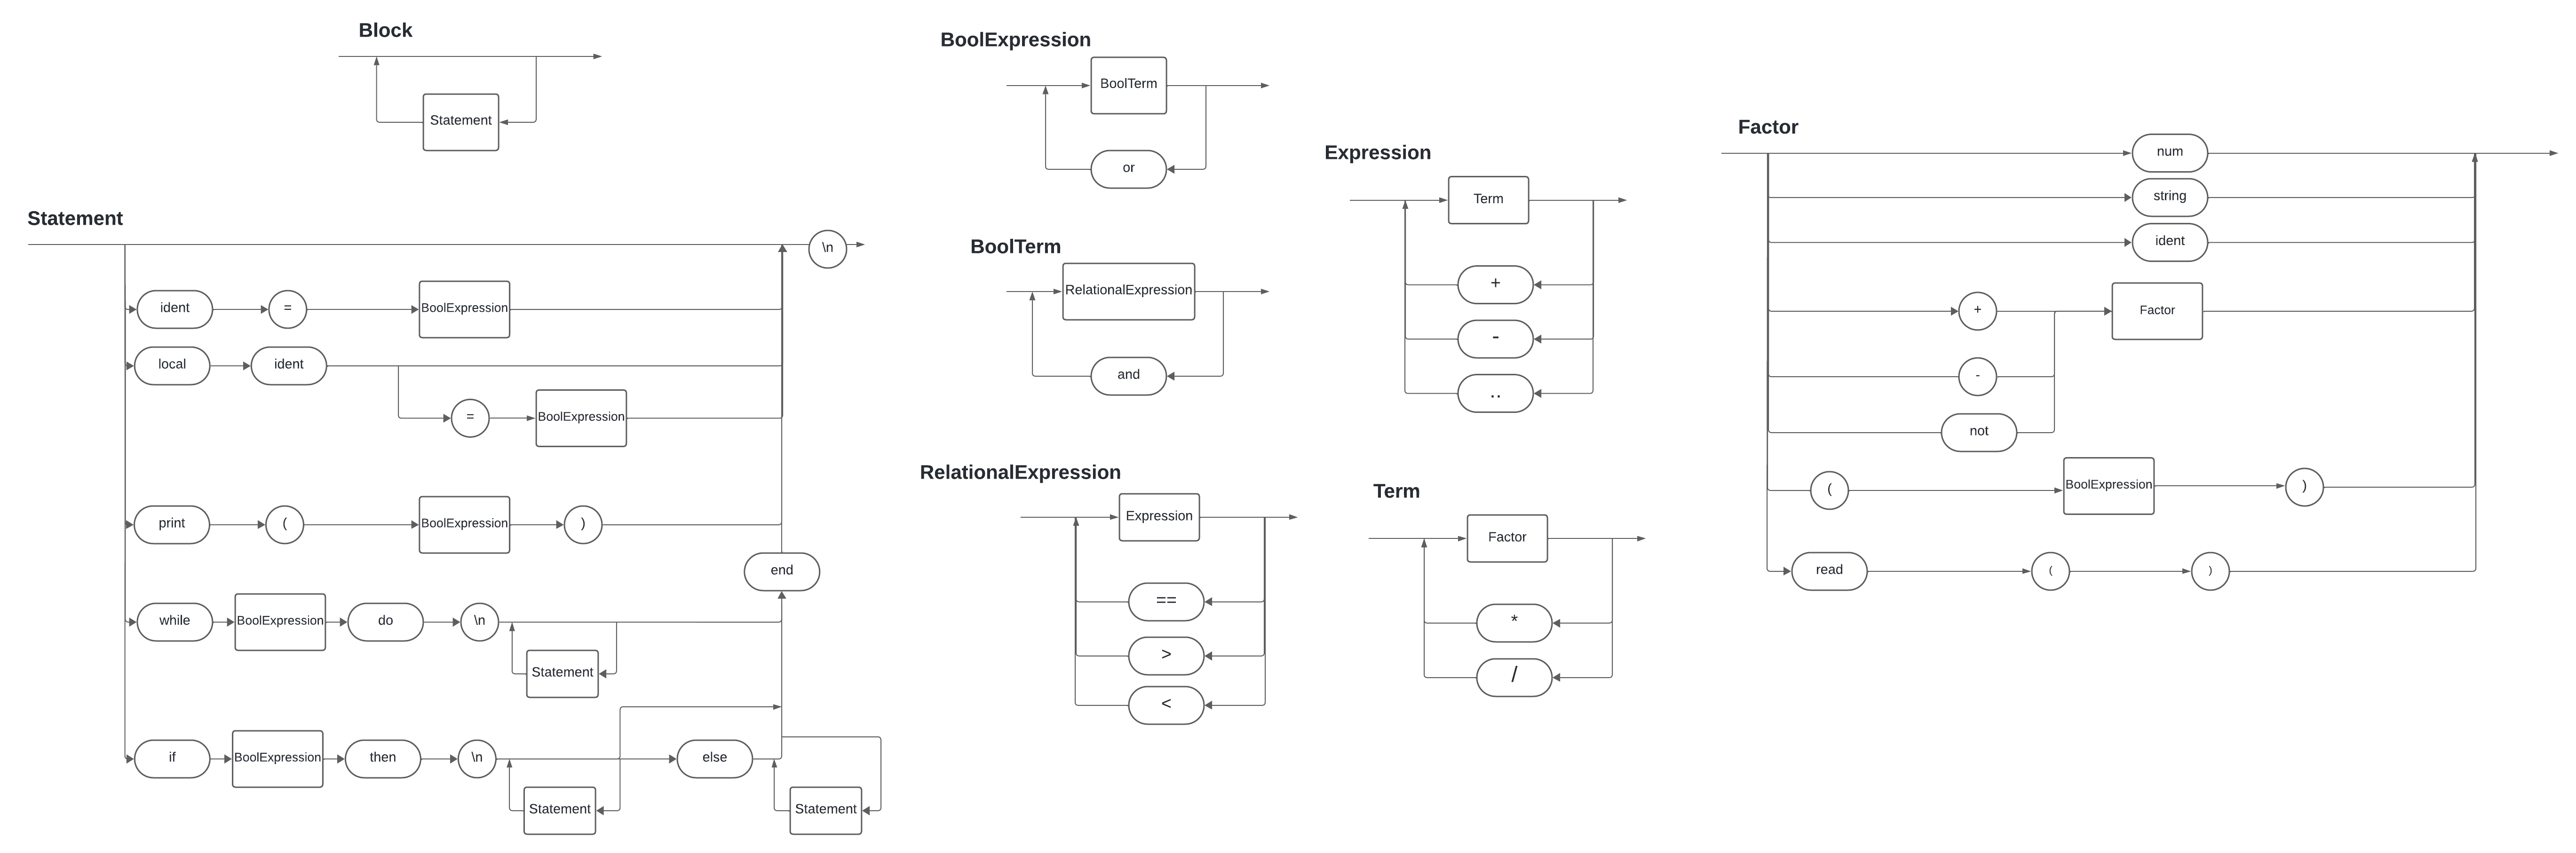 Block
Statement
Statement
\n
ident = BoolExpression
local ident
= BoolExpression
print ( BoolExpression )
end
while BoolExpression do \n
Statement
if BoolExpression then \n else
Statement Statement
BoolExpression
BoolTerm
or
BoolTerm
RelationalExpression
and
RelationalExpression
Expression
==
>
<
Expression
Term
+
-
..
Term
Factor
*
/
Factor
num
string
ident
+ Factor
-
not
( BoolExpression )
read ( )